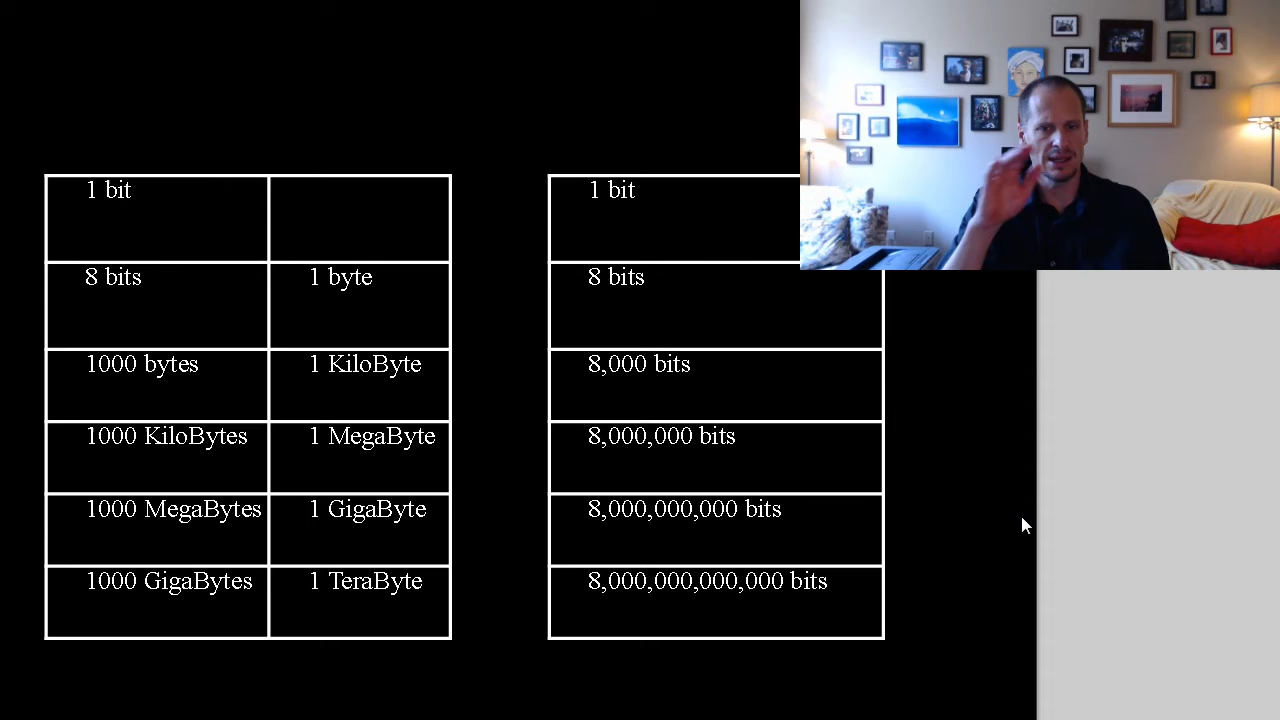 1 bit
8 bits 1 byte
1000 bytes 1 KiloByte
1000 KiloBytes 1 MegaByte
1000 MegaBytes 1 GigaByte
1000 GigaBytes 1 TeraByte
1 bit
8 bits
8,000 bits
8,000,000 bits
8,000,000,000 bits
8,000,000,000,000 bits